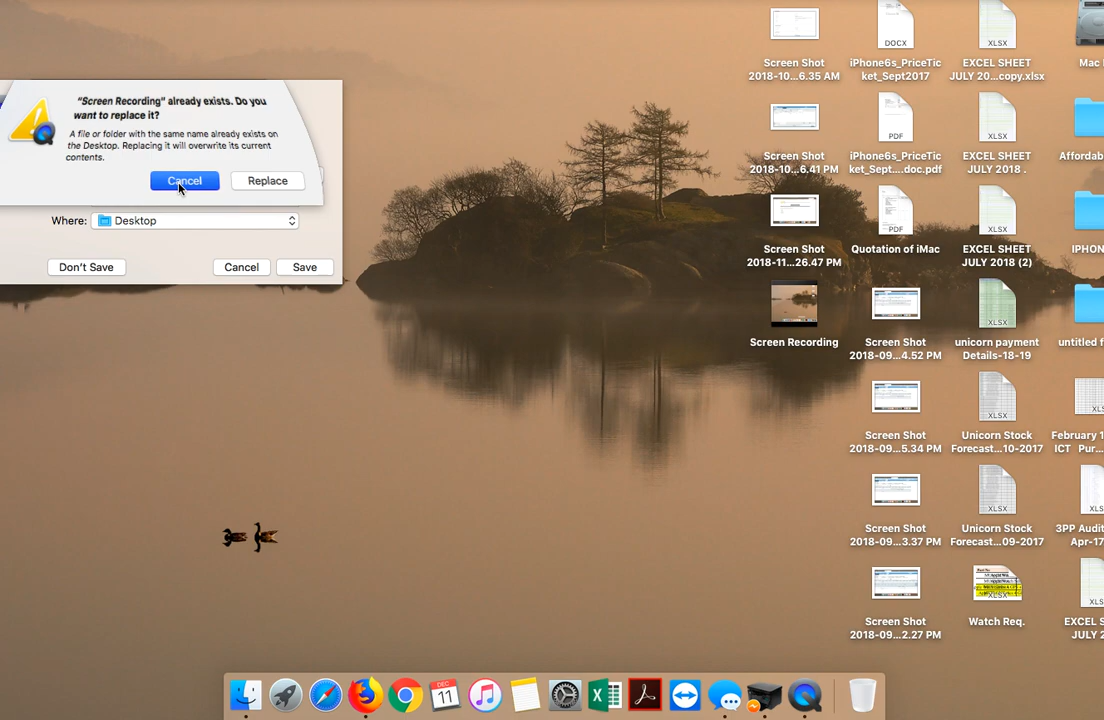 "Screen Recording" already exists. Do you
want to replace it?
A file or folder with the same name already exists on
the Desktop. Replacing it will overwrite its current
contents.
Cancel
Replace
Where:
Desktop
Don't Save
Cancel
Save
Screen Shot
2018-10...6.35 AM
Screen Shot
2018-10...6.41 PM
Screen Shot
2018-11...26.47 PM
Screen Recording
DOCX
iPhone6s_PriceTic
ket_Sept2017
PDF
iPhone6s_PriceTic
ket_Sept....doc.pdf
PDF
Quotation of iMac
Screen Shot
2018-09...4.52 PM
Screen Shot
2018-09...5.34 PM
Screen Shot
2018-09...3.37 PM
Screen Shot
2018-09...2.27 PM
XLSX
EXCEL SHEET
JULY 20...copy.xlsx
XLSX
EXCEL SHEET
JULY 2018 .
XLSX
EXCEL SHEET
JULY 2018 (2)
XLSX
unicorn payment
Details-18-19
XLSX
Unicorn Stock
Forecast...10-2017
XLSX
Unicorn Stock
Forecast...09-2017
XLSX
Watch Req.
Mac
Affordab
IPHON
untitled f
XLS
February 1
ICT Pur...
XLS
3PP Audit
Apr-17
XLS
EXCEL S
JULY 2
DEC
11